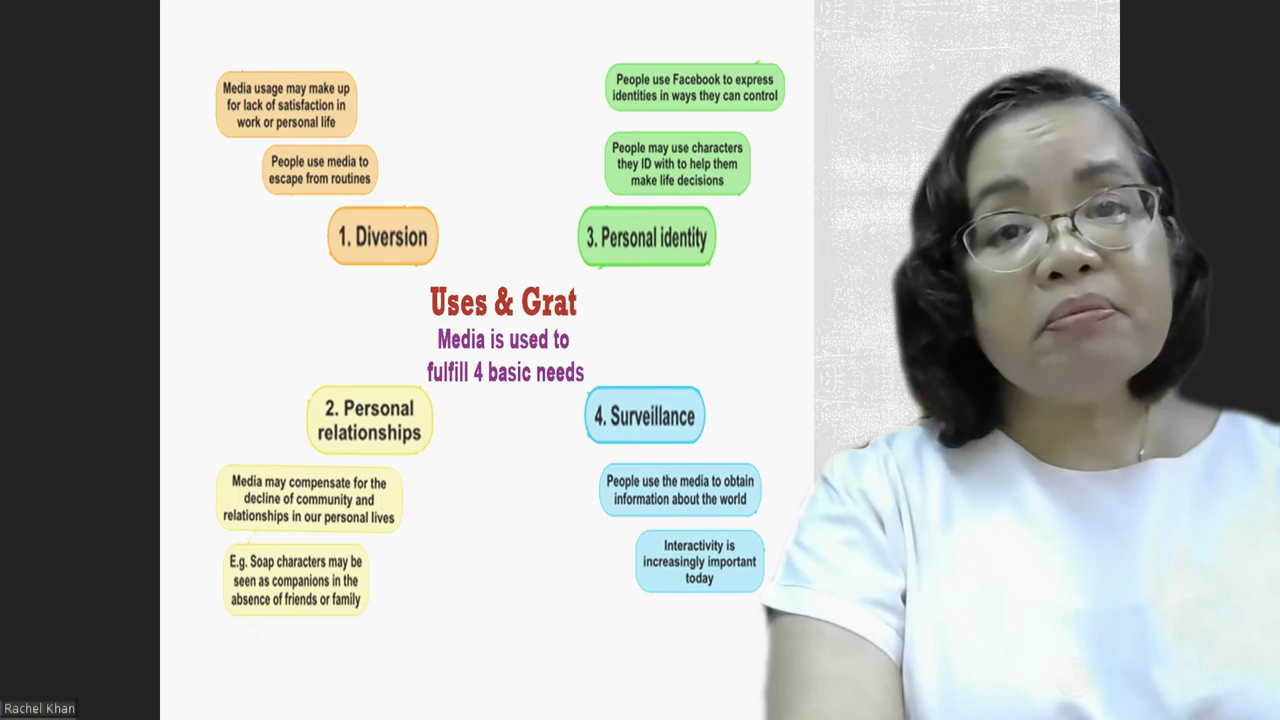 Media usage may make up
for lack of satisfaction in
work or personal life
People use media to
escape from routines
1. Diversion
People use Facebook to express
identities in ways they can control
People may use characters
they ID with to help them
make life decisions
3. Personal identity
Uses & Grat
Media is used to
fulfill 4 basic needs
2. Personal
relationships
Media may compensate for the
decline of community and
relationships in our personal lives
E.g. Soap characters may be
seen as companions in the
absence of friends or family
4. Surveillance
People use the media to obtain
information about the world
Interactivity is
increasingly important
today
Rachel Khan